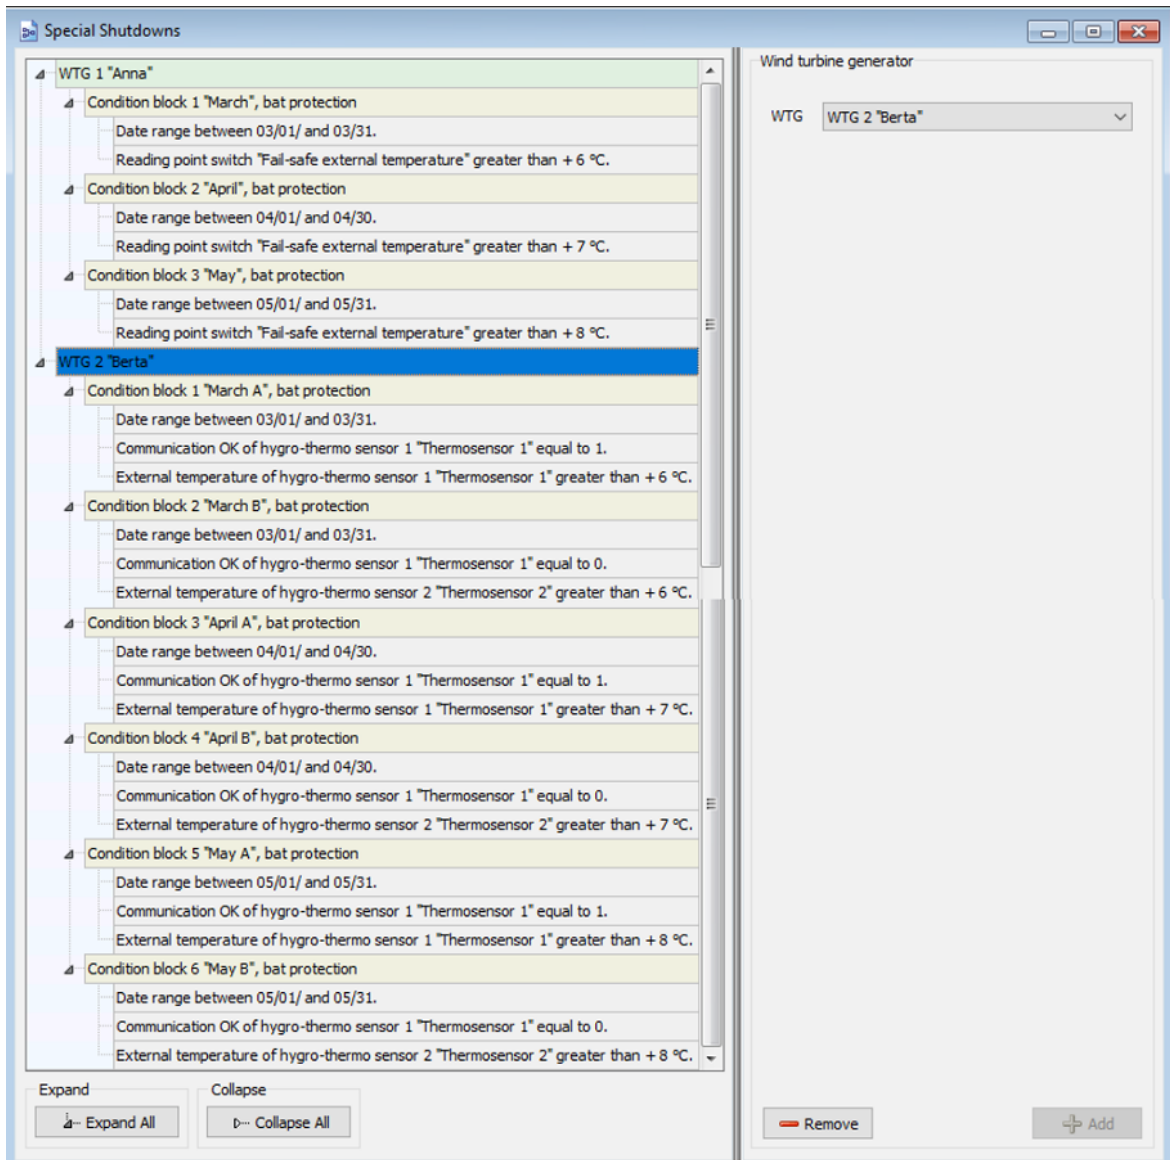 Special Shutdowns
WTG 1 "Anna"
Condition block 1 "March", bat protection
Date range between 03/01/ and 03/31.
Reading point switch "Fail-safe external temperature" greater than + 6 °C.
Condition block 2 "April", bat protection
Date range between 04/01/ and 04/30.
Reading point switch "Fail-safe external temperature" greater than + 7 °C.
Condition block 3 "May", bat protection
Date range between 05/01/ and 05/31.
Reading point switch "Fail-safe external temperature" greater than + 8 °C.
WTG 2 "Berta"
Condition block 1 "March A", bat protection
Date range between 03/01/ and 03/31.
Communication OK of hygro-thermo sensor 1 "Thermosensor 1" equal to 1.
External temperature of hygro-thermo sensor 1 "Thermosensor 1" greater than + 6 °C.
Condition block 2 "March B", bat protection
Date range between 03/01/ and 03/31.
Communication OK of hygro-thermo sensor 1 "Thermosensor 1" equal to 0.
External temperature of hygro-thermo sensor 2 "Thermosensor 2" greater than + 6 °C.
Condition block 3 "April A", bat protection
Date range between 04/01/ and 04/30.
Communication OK of hygro-thermo sensor 1 "Thermosensor 1" equal to 1.
External temperature of hygro-thermo sensor 1 "Thermosensor 1" greater than + 7 °C.
Condition block 4 "April B", bat protection
Date range between 04/01/ and 04/30.
Communication OK of hygro-thermo sensor 1 "Thermosensor 1" equal to 0.
External temperature of hygro-thermo sensor 2 "Thermosensor 2" greater than + 7 °C.
Condition block 5 "May A", bat protection
Date range between 05/01/ and 05/31.
Communication OK of hygro-thermo sensor 1 "Thermosensor 1" equal to 1.
External temperature of hygro-thermo sensor 1 "Thermosensor 1" greater than + 8 °C.
Condition block 6 "May B", bat protection
Date range between 05/01/ and 05/31.
Communication OK of hygro-thermo sensor 1 "Thermosensor 1" equal to 0.
External temperature of hygro-thermo sensor 2 "Thermosensor 2" greater than + 8 °C.
Expand
Expand All
Collapse
Collapse All
Wind turbine generator
WTG
WTG 2 "Berta"
Remove
Add